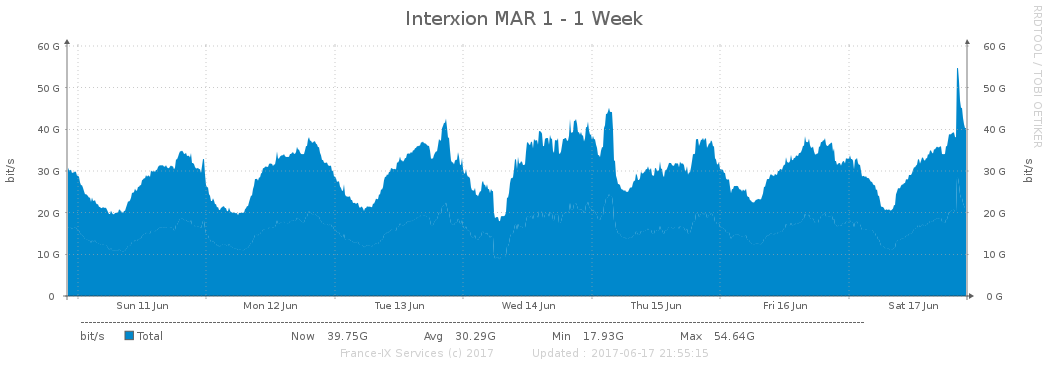 Interxion MAR 1 - 1 Week
RRDTOOL / TOBI OETIKER
60 G 60 G
50 G 50 G
40 G 40 G
30 G 30 G
20 G 20 G
10 G 10 G
0 0 G
bit/s
bit/s
Sun 11 Jun Mon 12 Jun Tue 13 Jun Wed 14 Jun Thu 15 Jun Fri 16 Jun Sat 17 Jun
bit/s Total Now 39.75G Avg 30.29G Min 17.93G Max 54.64G
France-IX Services (c) 2017 Updated : 2017-06-17 21:55:15